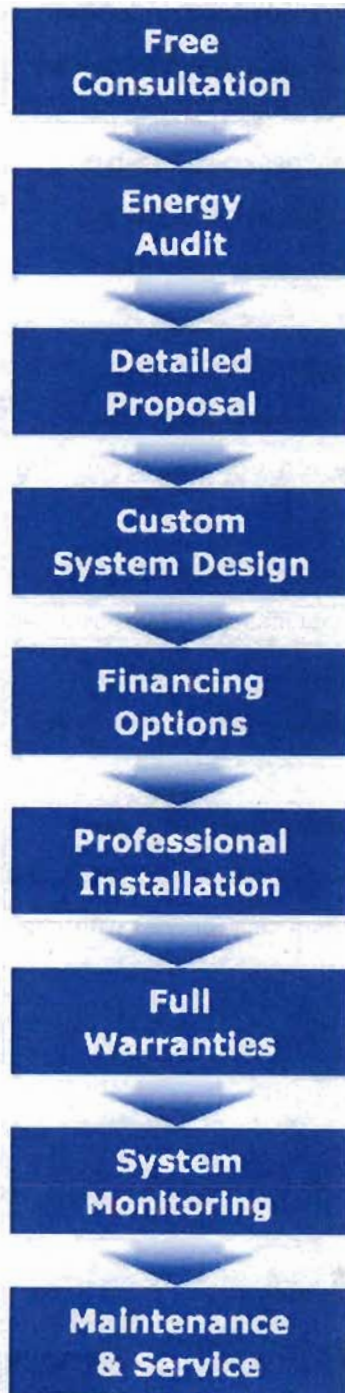 Free
Consultation
Energy
Audit
Detailed
Proposal
Custom
System Design
Financing
Options
Professional
Installation
Full
Warranties
System
Monitoring
Maintenance
& Service